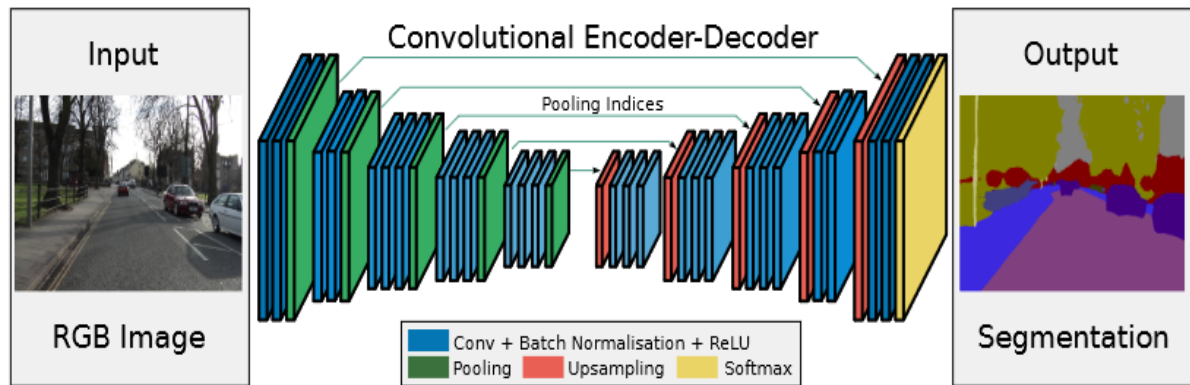 Input
RGB Image
Convolutional Encoder-Decoder
Pooling Indices
Conv + Batch Normalisation + ReLU
Pooling Upsampling Softmax
Output
Segmentation